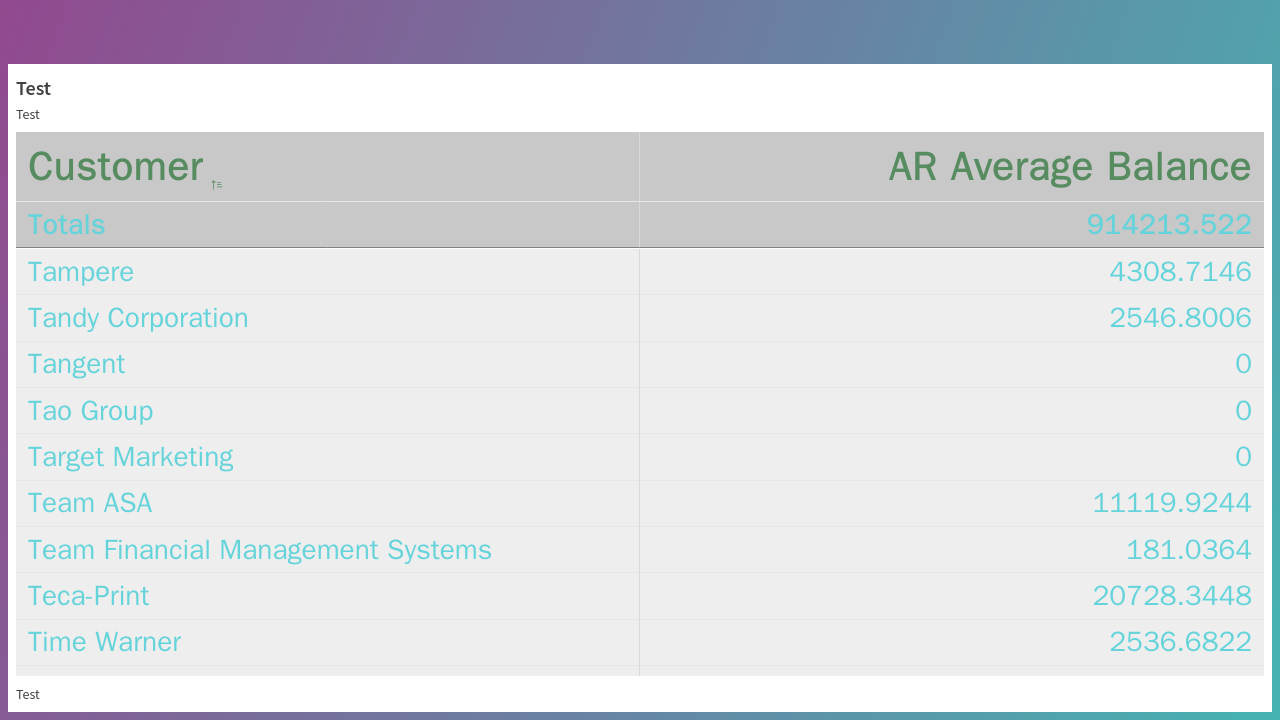 Test
Test
Customer AR Average Balance
Totals 914213.522
Tampere 4308.7146
Tandy Corporation 2546.8006
Tangent 0
Tao Group 0
Target Marketing 0
Team ASA 11119.9244
Team Financial Management Systems 181.0364
Teca-Print 20728.3448
Time Warner 2536.6822
Test